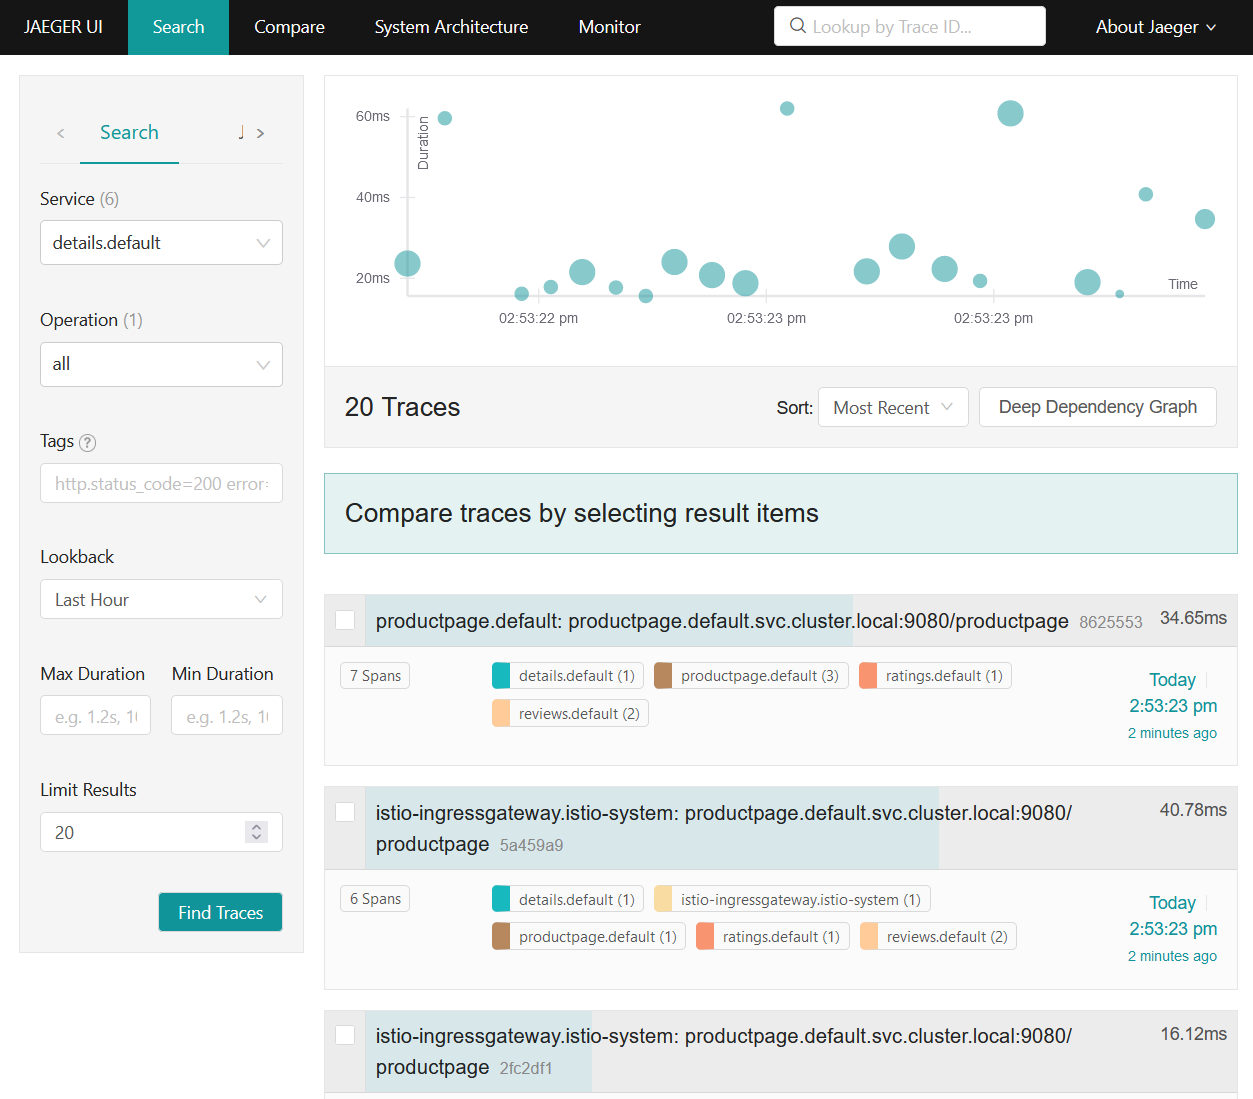 JAEGER UI
Search
Compare
System Architecture
Monitor
Lookup by Trace ID...
About Jaeger
Search
Service (6)
details.default
Operation (1)
all
Tags
http.status_code=200 error=
Lookback
Last Hour
Max Duration Min Duration
e.g. 1.2s, 10 e.g. 1.2s, 10
Limit Results
20
Find Traces
60ms
40ms
20ms
Duration
Time
02:53:22 pm 02:53:23 pm 02:53:23 pm
20 Traces
Sort: Most Recent
Deep Dependency Graph
Compare traces by selecting result items
productpage.default: productpage.default.svc.cluster.local:9080/productpage 8625553 34.65ms
7 Spans
details.default (1) productpage.default (3) ratings.default (1)
reviews.default (2)
Today
2:53:23 pm
2 minutes ago
istio-ingressgateway.istio-system: productpage.default.svc.cluster.local:9080/ 40.78ms
productpage 5a459a9
6 Spans
details.default (1) istio-ingressgateway.istio-system (1)
productpage.default (1) ratings.default (1) reviews.default (2)
Today
2:53:23 pm
2 minutes ago
istio-ingressgateway.istio-system: productpage.default.svc.cluster.local:9080/ 16.12ms
productpage 2fc2df1